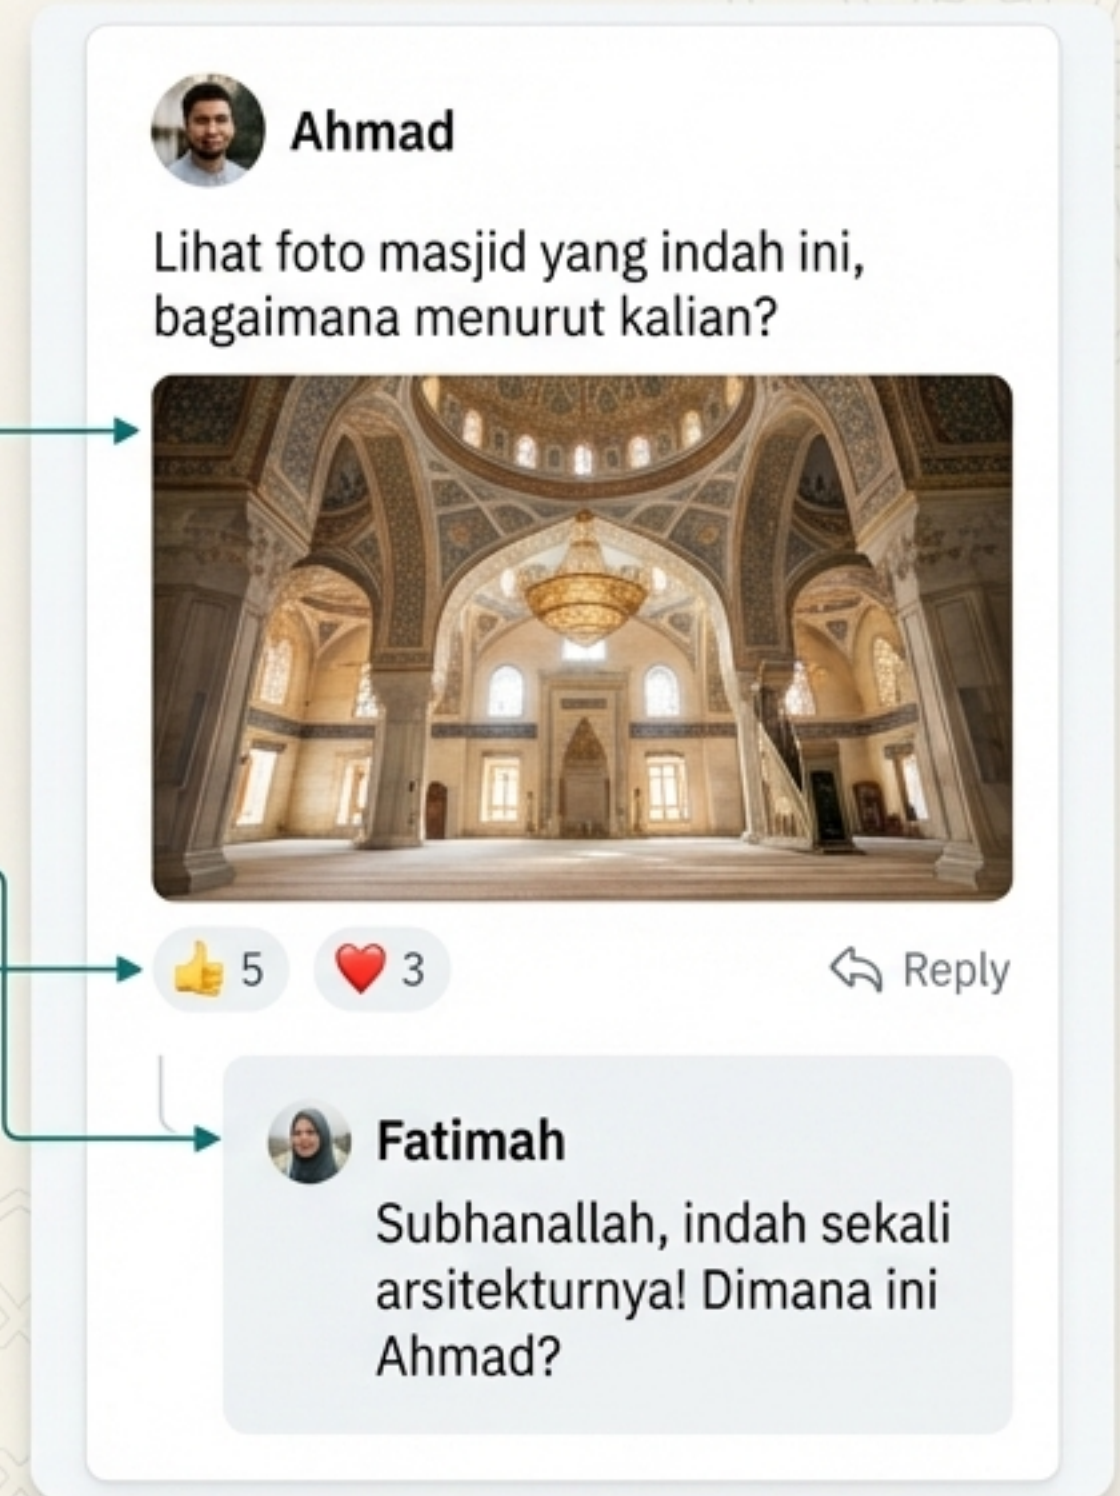 Ahmad
Lihat foto masjid yang indah ini,
bagaimana menurut kalian?
👍 5 ❤️ 3 Reply
Fatimah
Subhanallah, indah sekali
arsitekturnya! Dimana ini
Ahmad?